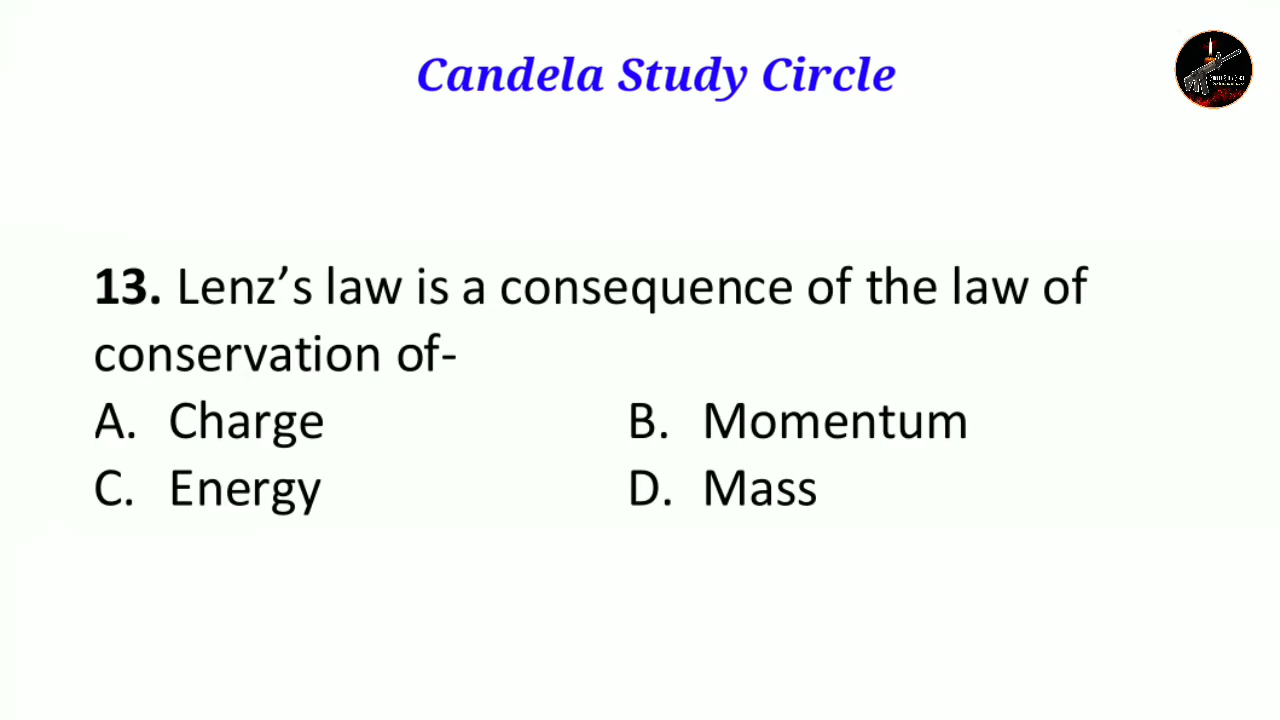 Candela Study Circle
13. Lenz’s law is a consequence of the law of
conservation of-
A. Charge B. Momentum
C. Energy D. Mass